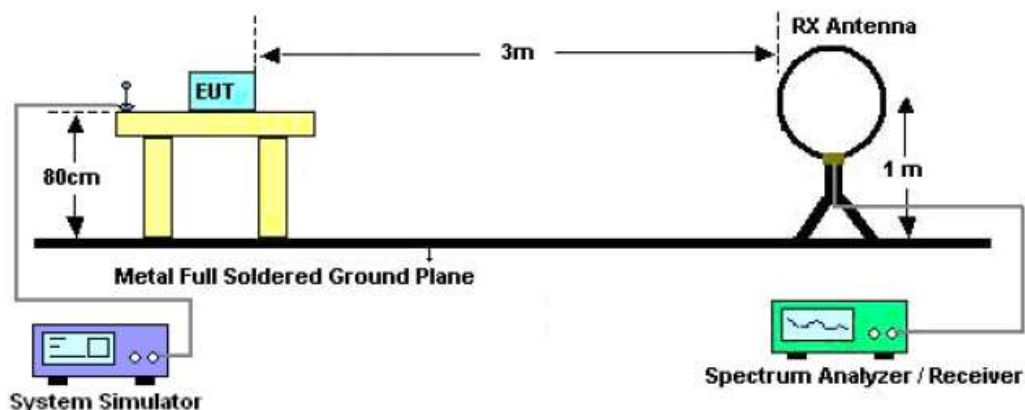 RX Antenna
3m
EUT
80cm
1 m
Metal Full Soldered Ground Plane
System Simulator
Spectrum Analyzer / Receiver